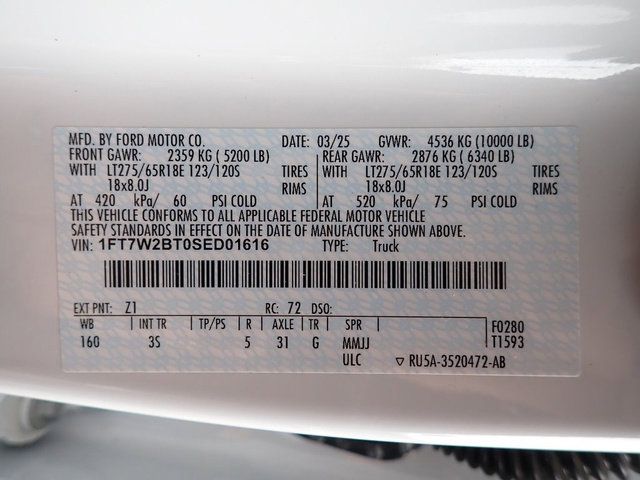 MFD. BY FORD MOTOR CO. DATE: 03/25 GVWR: 4536 KG (10000 LB)
FRONT GAWR: 2359 KG (5200 LB) REAR GAWR: 2876 KG (6340 LB)
WITH LT275/65R18E 123/120S TIRES WITH LT275/65R18E 123/120S TIRES
18x8.0J RIMS 18x8.0J RIMS
AT 420 kPa/ 60 PSI COLD AT 520 kPa/ 75 PSI COLD
THIS VEHICLE CONFORMS TO ALL APPLICABLE FEDERAL MOTOR VEHICLE
SAFETY STANDARDS IN EFFECT ON THE DATE OF MANUFACTURE SHOWN ABOVE.
VIN: 1FT7W2BT0SED01616 TYPE: Truck
EXT PNT: Z1 RC: 72 DSO:
WB INT TR TP/PS R AXLE TR SPR F0280
160 3S 5 31 G MMJJ T1593
ULC ▽ RU5A-3520472-AB